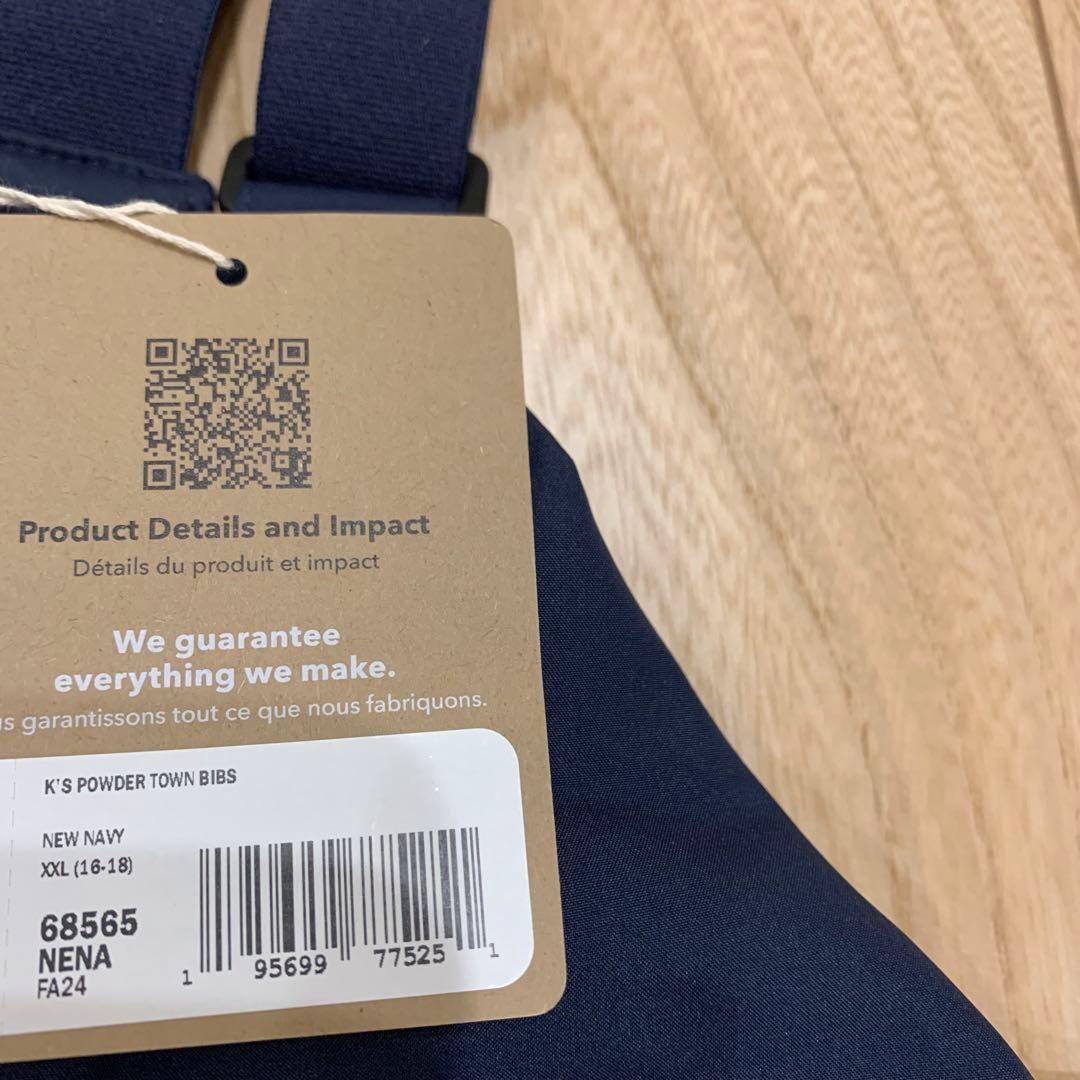 Product Details and Impact
Détails du produit et impact
We guarantee
everything we make.
garantissons tout ce que nous fabriquons.
K'S POWDER TOWN BIBS
NEW NAVY
XXL (16-18)
68565
NENA
FA24
1 95699 77525 1